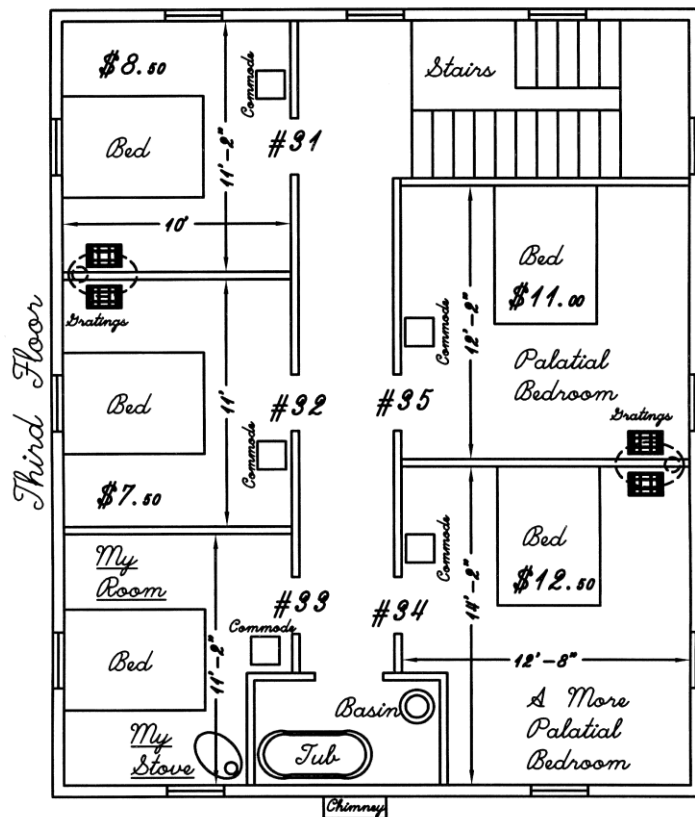 Third Floor
$8.50
Commode
Stairs
Bed
11'-2"
#31
10'
Gratings
Bed
11'
#32
Commode
$7.50
My
Room
#33
Commode
Bed
11'-2"
My
Stove
Bed
$11.00
12'-2"
Commode
Palatial
Bedroom
#35
Gratings
Commode
Bed
$12.50
14'-2"
#34
12'-8"
A More
Palatial
Bedroom
Basin
Tub
Chimney